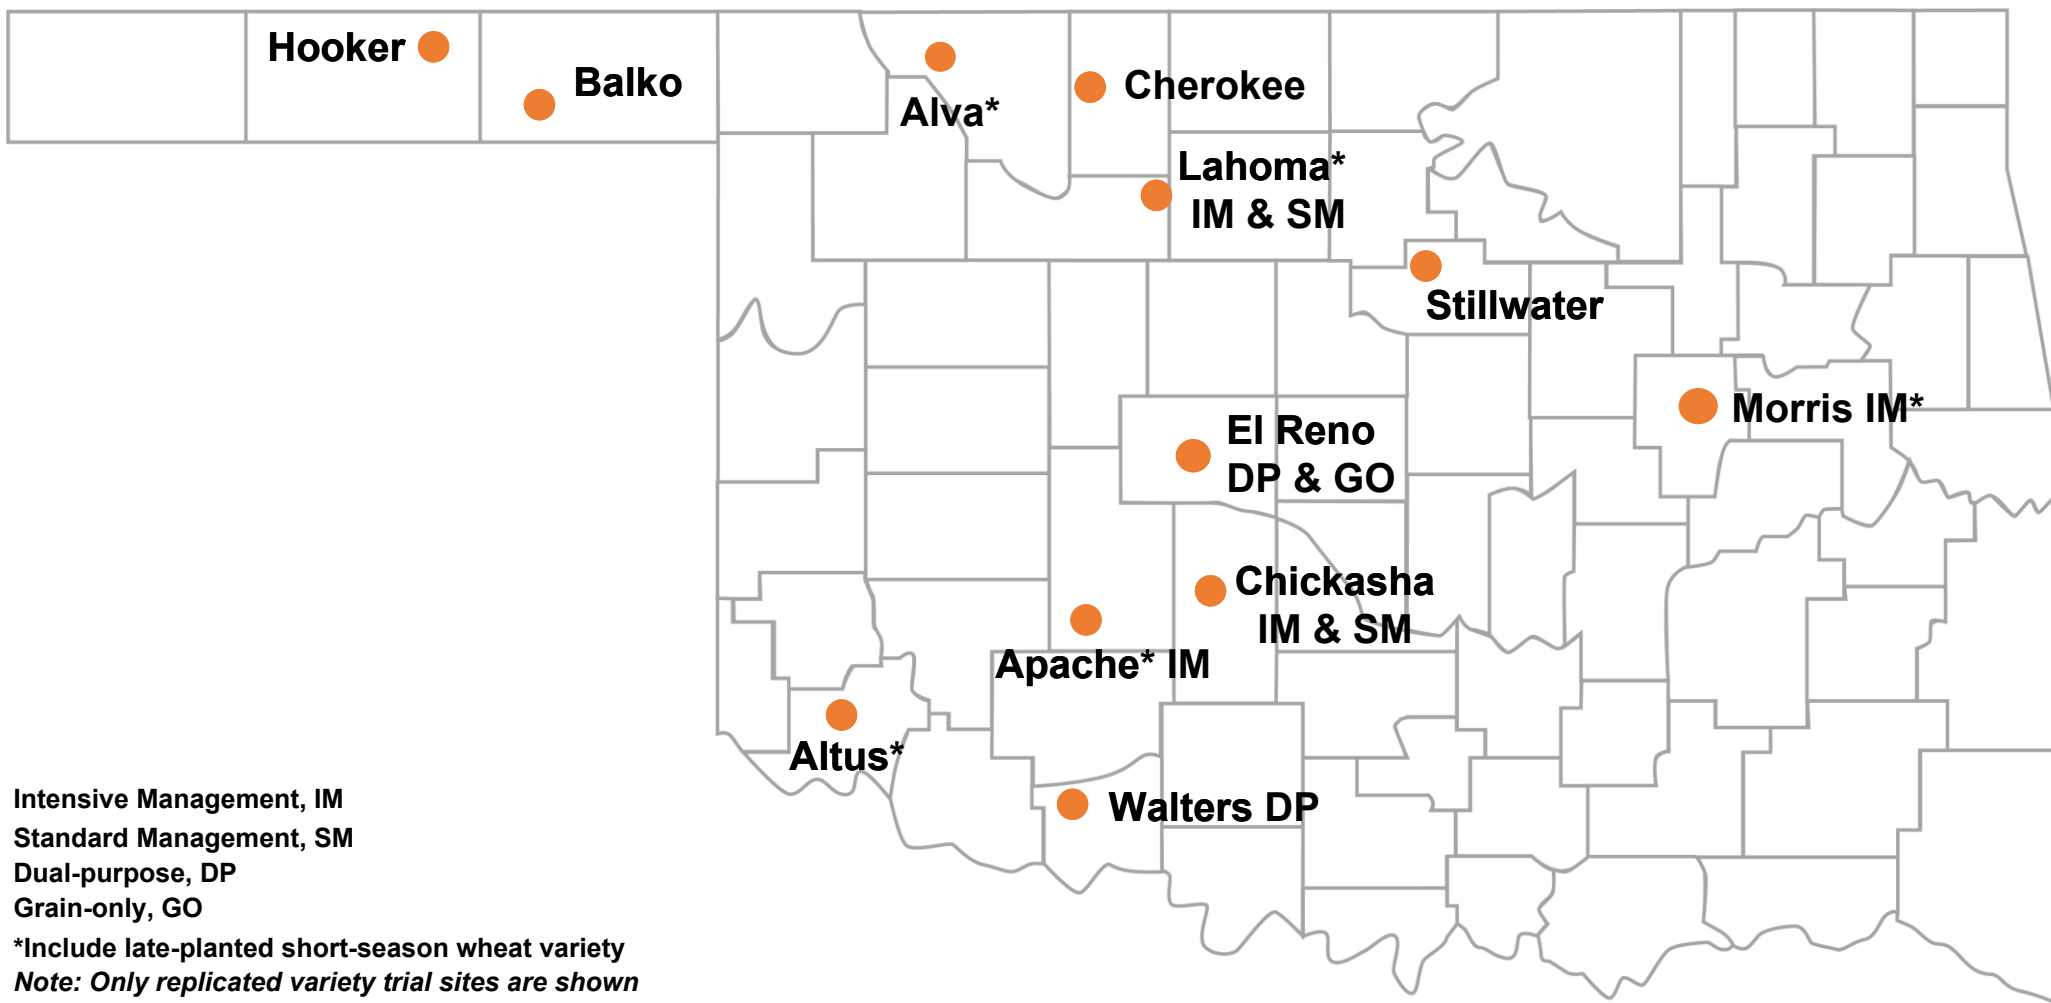 Hooker
Balko
Alva*
Cherokee
Lahoma*
IM & SM
Stillwater
Morris IM*
El Reno
DP & GO
Chickasha
IM & SM
Apache* IM
Altus*
Walters DP
Intensive Management, IM
Standard Management, SM
Dual-purpose, DP
Grain-only, GO
*Include late-planted short-season wheat variety
Note: Only replicated variety trial sites are shown